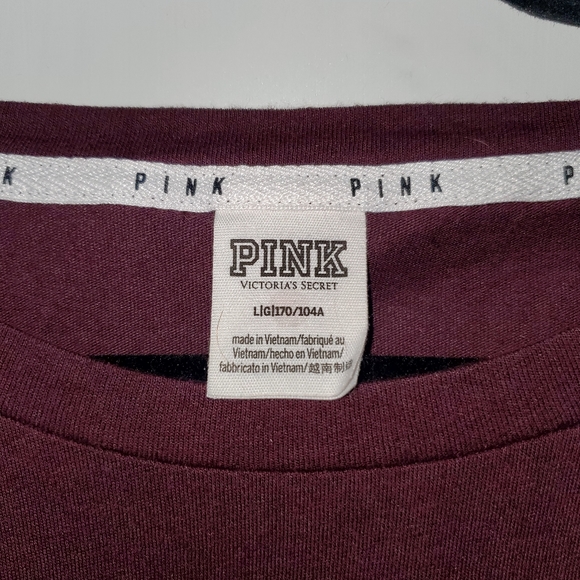 K PINK PINK P
PINK
VICTORIA'S SECRET
L|G|170/104A
made in Vietnam/fabriqué au
Vietnam/hecho en Vietnam/
fabbricato in Vietnam/越南制造